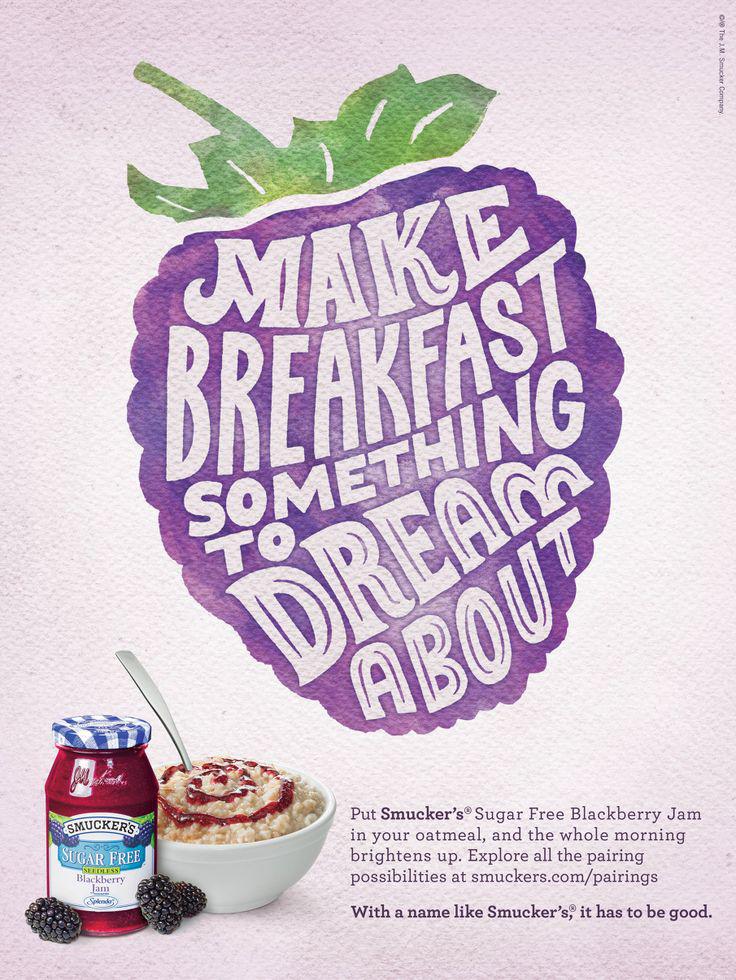 ©/® The J.M. Smucker Company.
MAKE
BREAKFAST
SOMETHING
TO DREAM
ABOUT
SMUCKER'S
SUGAR FREE
SEEDLESS
Blackberry
Jam
Splenda
Put Smucker's® Sugar Free Blackberry Jam
in your oatmeal, and the whole morning
brightens up. Explore all the pairing
possibilities at smuckers.com/pairings
With a name like Smucker's,® it has to be good.